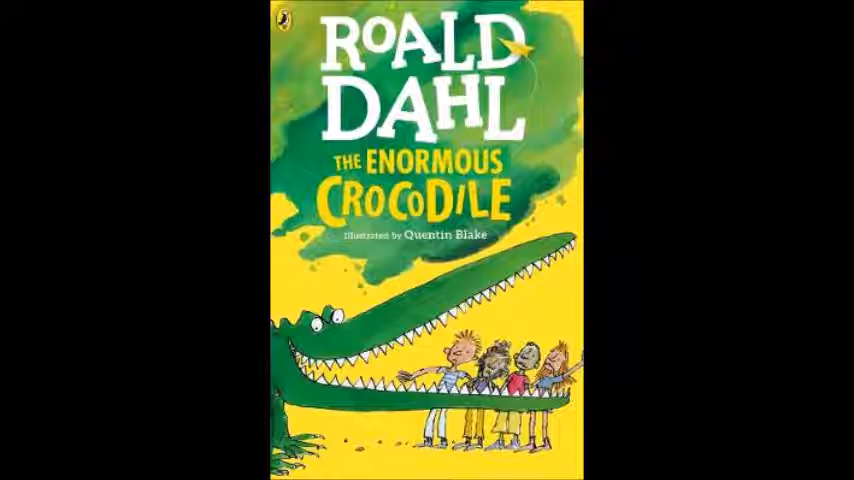 ROALD
DAHL
THE ENORMOUS
CROCODILE
Illustrated by Quentin Blake